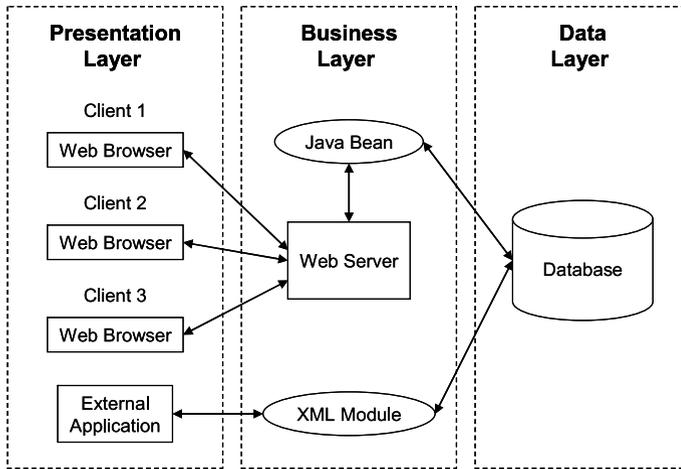 Presentation
Layer
Business
Layer
Data
Layer
Client 1
Web Browser
Client 2
Web Browser
Client 3
Web Browser
External
Application
Java Bean
Web Server
XML Module
Database